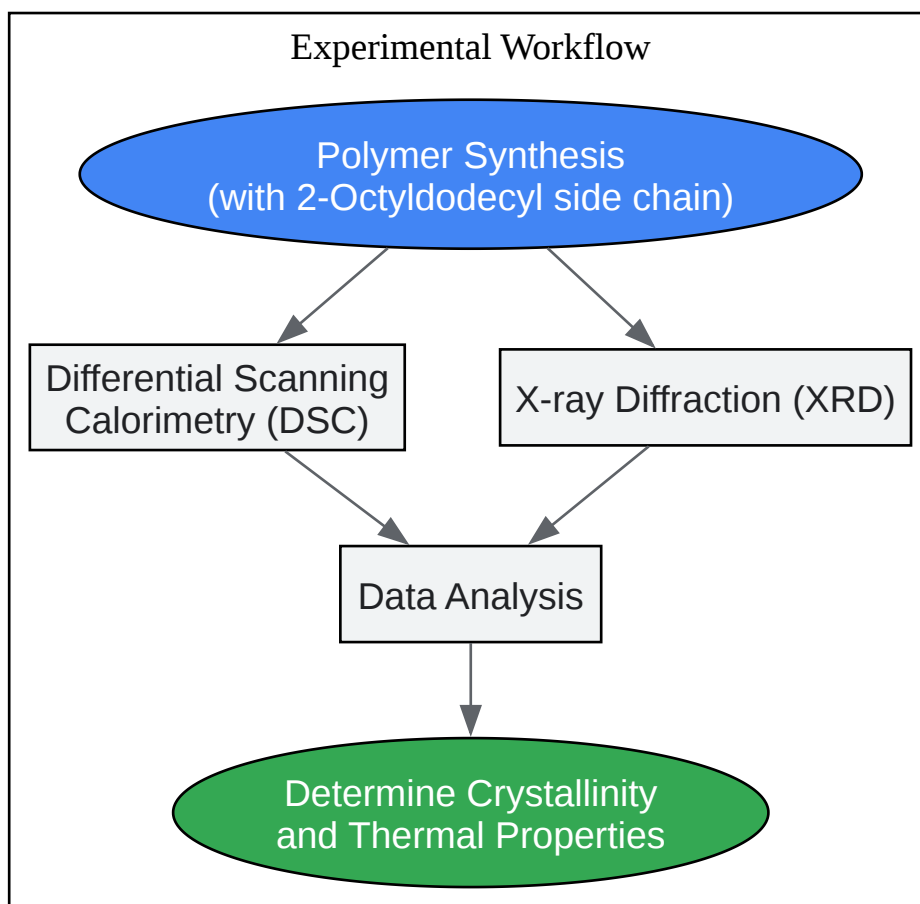 Experimental Workflow
Polymer Synthesis
(with 2-Octyldodecyl side chain)
Differential Scanning
Calorimetry (DSC)
X-ray Diffraction (XRD)
Data Analysis
Determine Crystallinity
and Thermal Properties